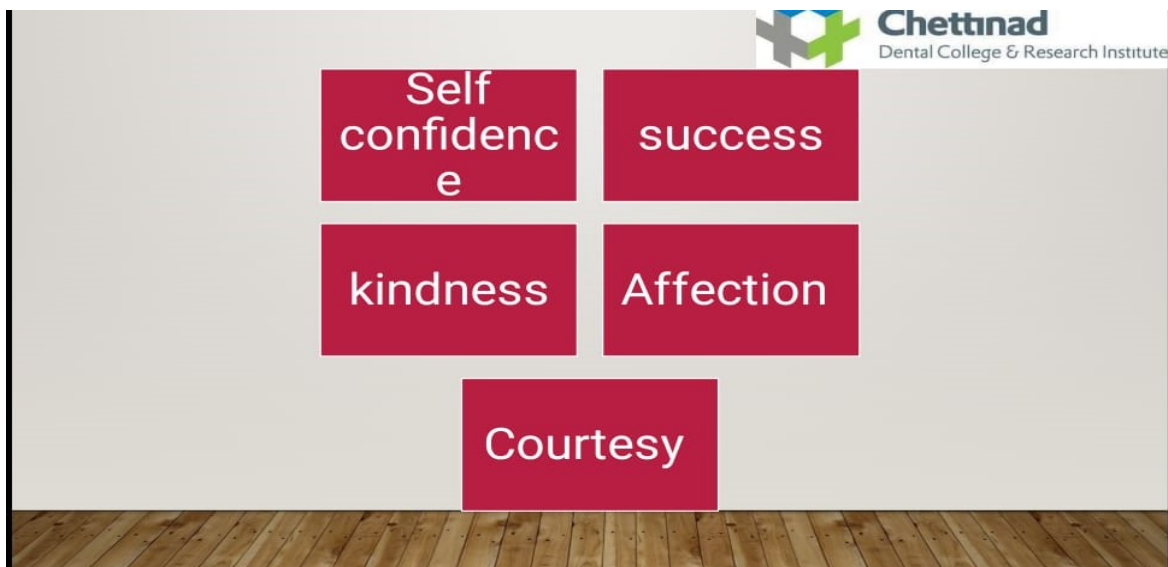 Chettinad
Dental College & Research Institute
Self
confidenc
e
success
kindness
Affection
Courtesy